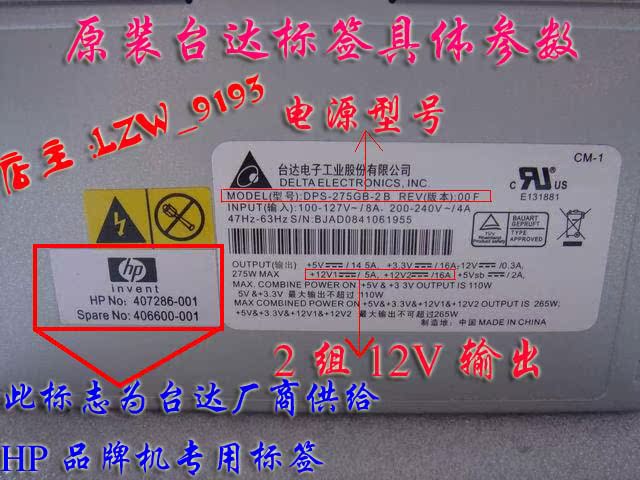 原装台达标签具体参数
店主:LZW_9193
电源型号
台达电子工业股份有限公司
DELTA ELECTRONICS, INC.
CM-1
MODEL(型号):DPS-275GB-2 B REV(版本):00F
INPUT(输入):100-127V~/8A, 200-240V~/4A
47Hz-63Hz S/N:BJAD0841061955
C US
E131881
TÜV
BAUART GEPRÜFT
TYPE APPROVED
OUTPUT(输出) +5V/14.5A, +3.3V/16A,-12V/0.3A,
275W MAX +12V1/5A, +12V2/16A,+5Vsb/2A,
MAX. COMBINE POWER ON +5V& +3.3V OUTPUT IS 110W
5V &+3.3V 最大输出不超过 110W
MAX COMBINED POWER ON +5V& +3.3V&+12V1&+12V2 OUTPUT IS 265W,
+5V&+3.3V&+12V1&+12V2 最大输出不可超过265W
制造地: 中国 MADE IN CHINA
hp
invent
HP No: 407286-001
Spare No: 406600-001
2 组 12V 输出
此标志为台达厂商供给
HP 品牌机专用标签